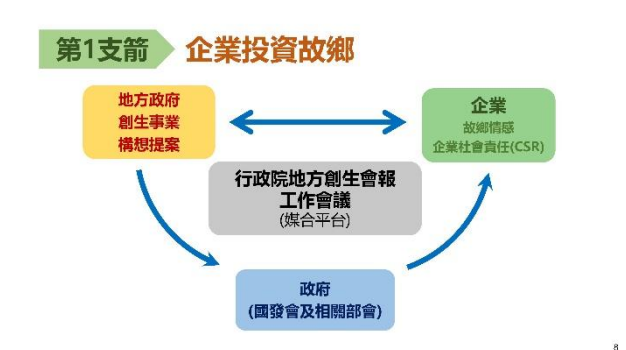 第1支箭
企業投資故鄉
地方政府
創生事業
構想提案
企業
故鄉情感
企業社會責任(CSR)
行政院地方創生會報
工作會議
(媒合平台)
政府
(國發會及相關部會)
8